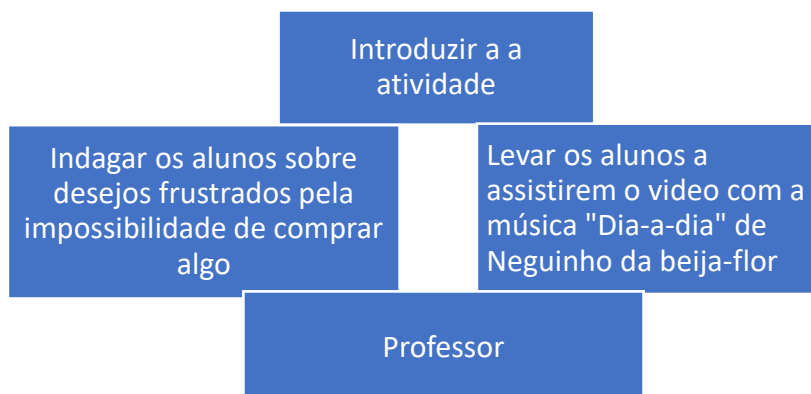 Introduzir a a
atividade
Indagar os alunos sobre
desejos frustrados pela
impossibilidade de comprar
algo
Levar os alunos a
assistirem o video com a
música "Dia-a-dia" de
Neguinho da beija-flor
Professor